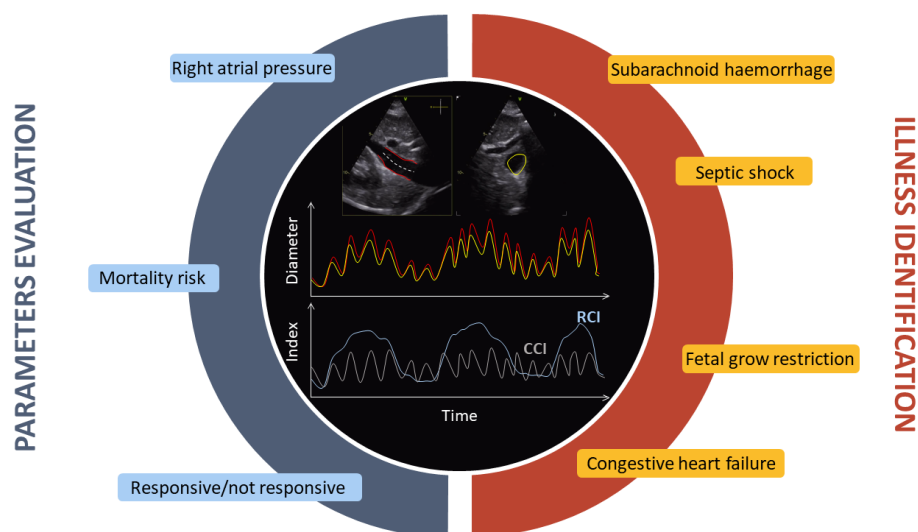 PARAMETERS EVALUATION
Right atrial pressure
Mortality risk
Responsive/not responsive
Diameter
Index
RCI
CCI
Time
Subarachnoid haemorrhage
Septic shock
Fetal grow restriction
Congestive heart failure
ILLNESS IDENTIFICATION